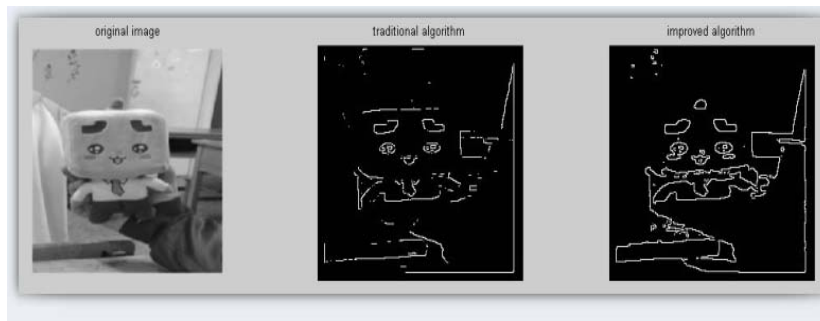 original image
traditional algorithm
improved algorithm